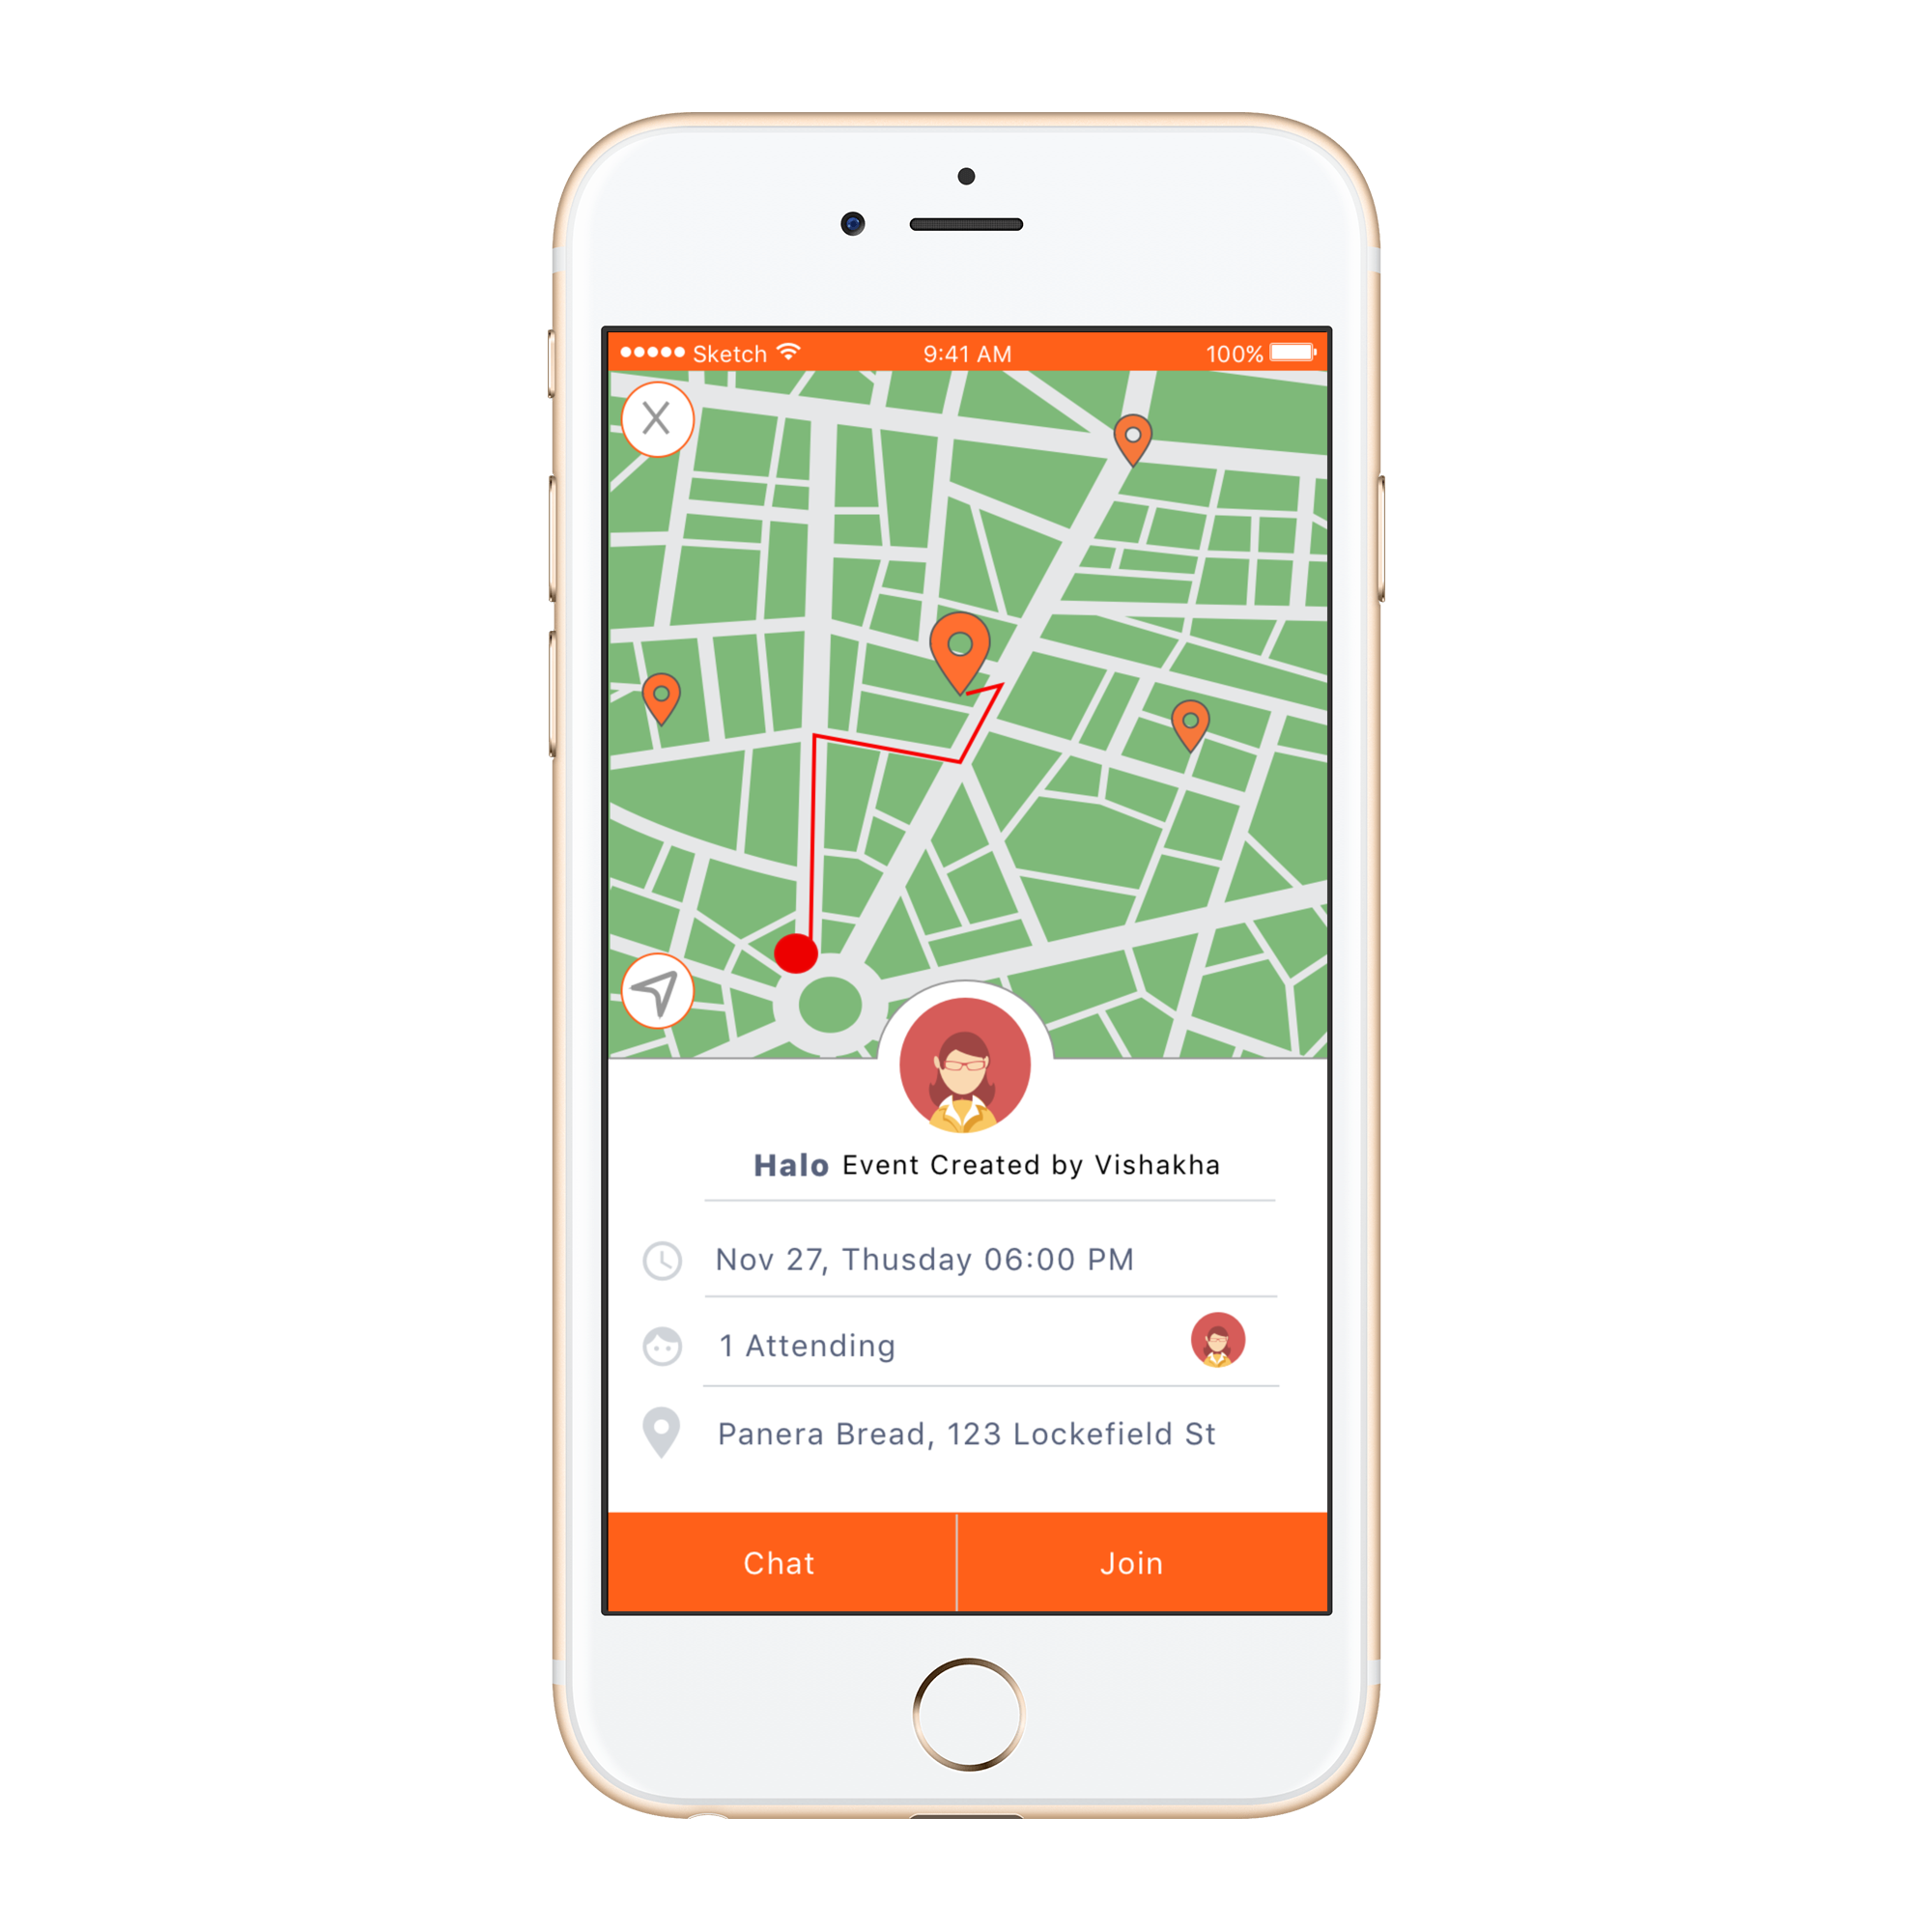 Sketch 9:41 AM 100%
X
Halo Event Created by Vishakha
Nov 27, Thusday 06:00 PM
1 Attending
Panera Bread, 123 Lockefield St
Chat Join